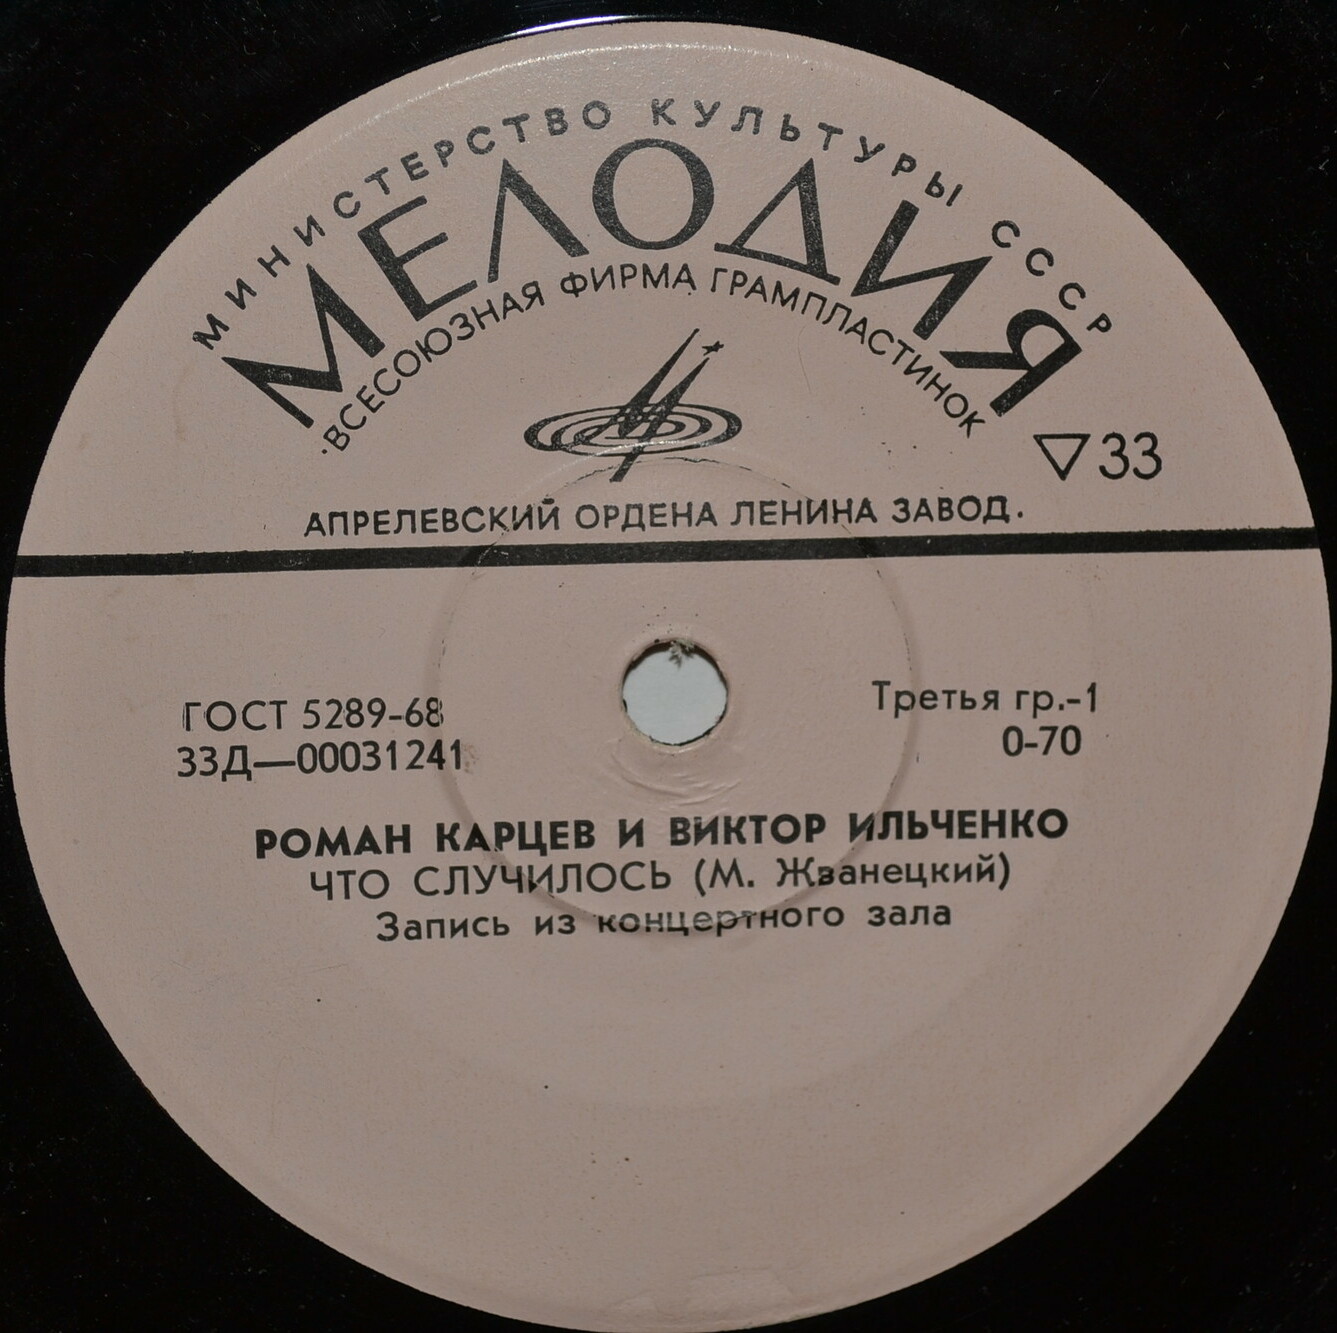 МИНИСТЕРСТВО КУЛЬТУРЫ СССР
МЕЛОДИЯ
·ВСЕСОЮЗНАЯ ФИРМА ГРАМПЛАСТИНОК
▽33
АПРЕЛЕВСКИЙ ОРДЕНА ЛЕНИНА ЗАВОД.
ГОСТ 5289-68
Третья гр.-1
33Д—00031241
0-70
РОМАН КАРЦЕВ И ВИКТОР ИЛЬЧЕНКО
ЧТО СЛУЧИЛОСЬ (М. Жванецкий)
Запись из концертного зала